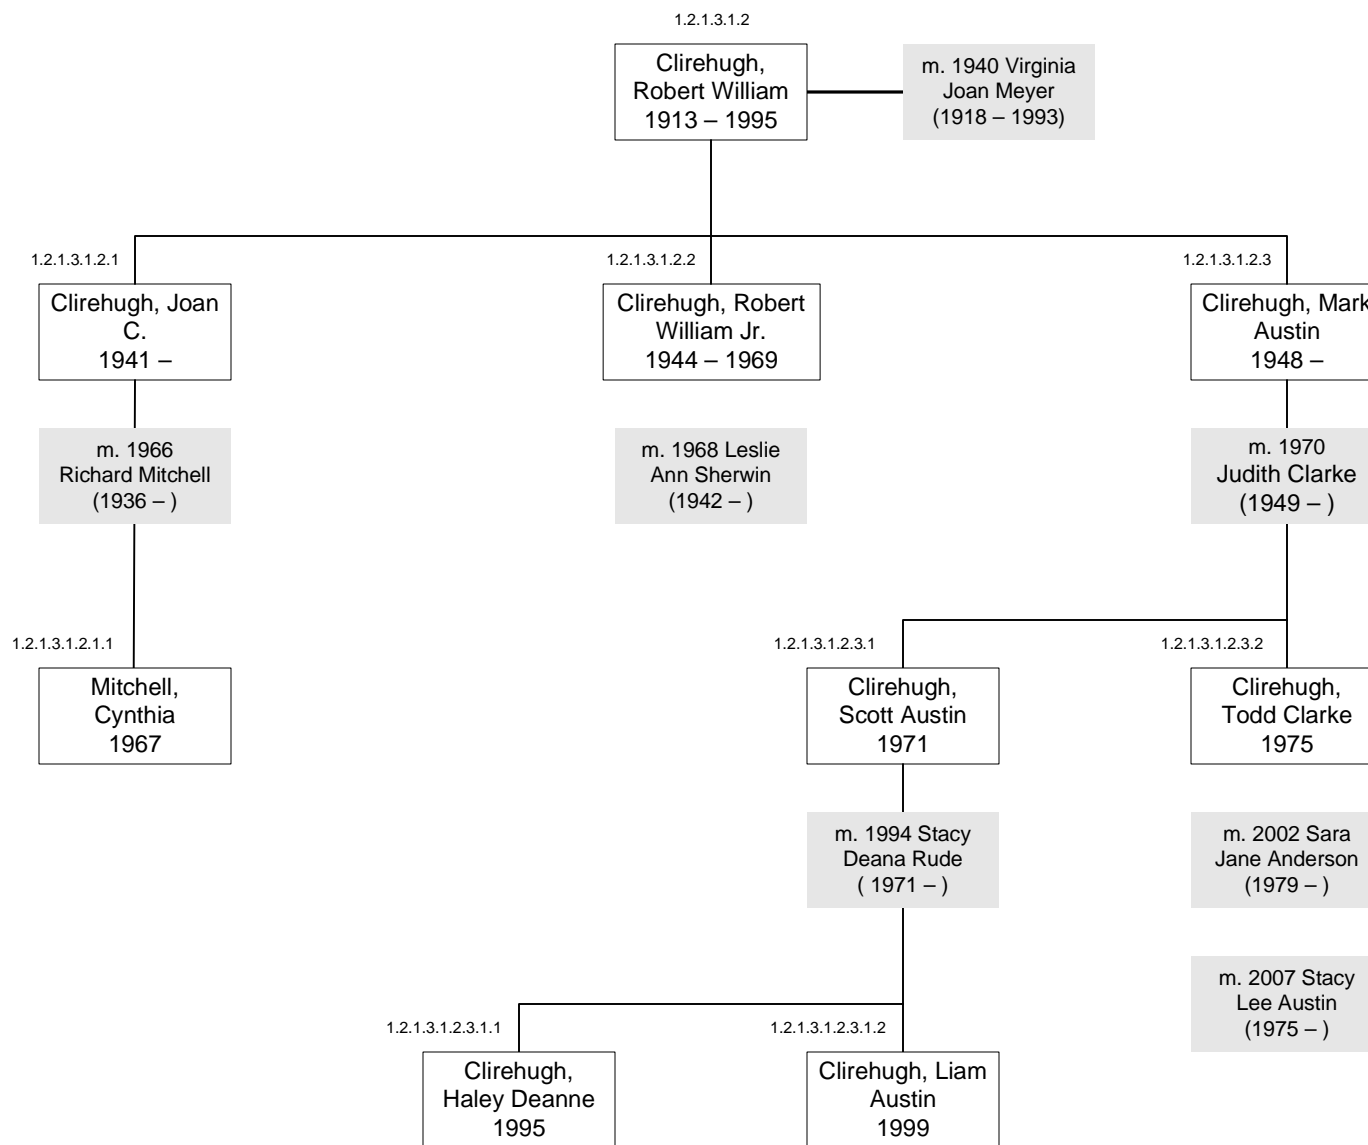 1.2.1.3.1.2
Clirehugh,
Robert William
1913 – 1995
m. 1940 Virginia
Joan Meyer
(1918 – 1993)
1.2.1.3.1.2.1
Clirehugh, Joan
C.
1941 –
1.2.1.3.1.2.2
Clirehugh, Robert
William Jr.
1944 – 1969
1.2.1.3.1.2.3
Clirehugh, Mark
Austin
1948 –
m. 1966
Richard Mitchell
(1936 – )
m. 1968 Leslie
Ann Sherwin
(1942 – )
m. 1970
Judith Clarke
(1949 – )
1.2.1.3.1.2.1.1
Mitchell,
Cynthia
1967
1.2.1.3.1.2.3.1
Clirehugh,
Scott Austin
1971
1.2.1.3.1.2.3.2
Clirehugh,
Todd Clarke
1975
m. 1994 Stacy
Deana Rude
( 1971 – )
m. 2002 Sara
Jane Anderson
(1979 – )
m. 2007 Stacy
Lee Austin
(1975 – )
1.2.1.3.1.2.3.1.1
Clirehugh,
Haley Deanne
1995
1.2.1.3.1.2.3.1.2
Clirehugh, Liam
Austin
1999